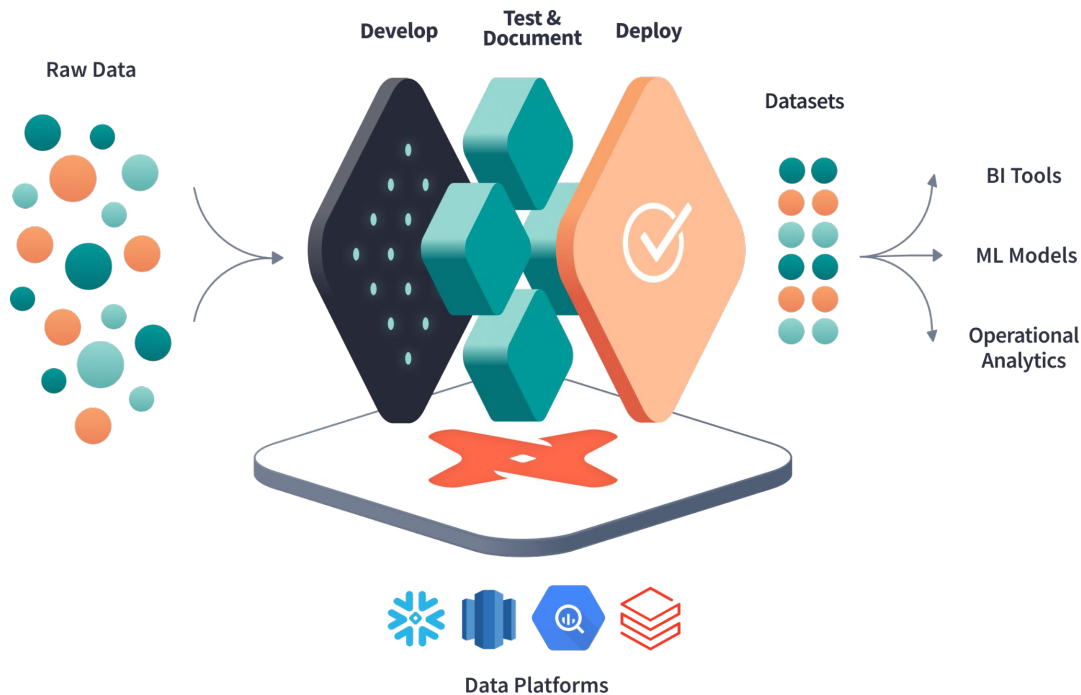 Raw Data
Develop
Test &
Document
Deploy
Datasets
BI Tools
ML Models
Operational
Analytics
Data Platforms